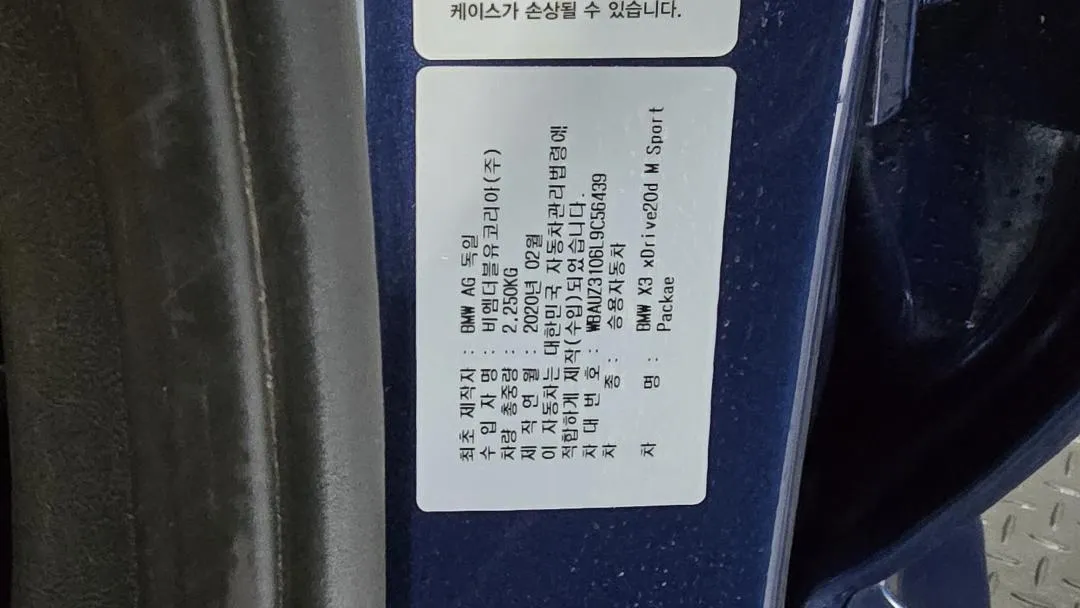 케이스가 손상될 수 있습니다.
최초 제작자 : BMW AG 독일
수 입 자 명 : 비엠더블유코리아(주)
차량 총중량 : 2,250KG
제 작 연 월 : 2020년 02월
이 자동차는 대한민국 자동차관리법령에
적합하게 제작(수입)되었습니다.
차 대 번 호 : WBAUZ3106L9C56439
차 종 : 승용자동차
차 명 : BMW X3 xDrive20d M Sport
Packae